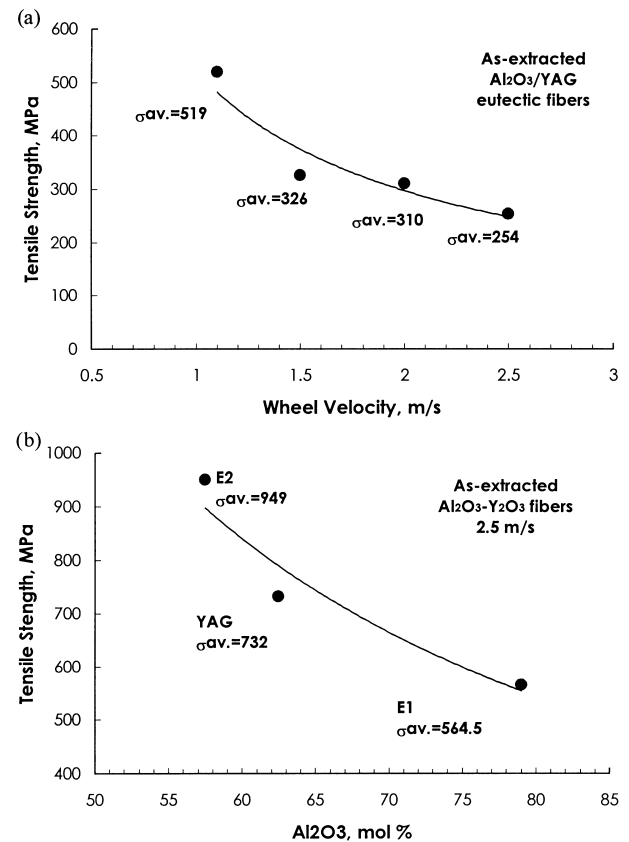 (a)
600
500
400
300
200
100
0
Tensile Strength, MPa
As-extracted
Al2O3/YAG
eutectic fibers
σav.=519
σav.=326
σav.=310
σav.=254
0.5
1
1.5
2
2.5
3
Wheel Velocity, m/s
(b)
1000
900
800
700
600
500
400
Tensile Stength, MPa
E2
σav.=949
As-extracted
Al2O3-Y2O3 fibers
2.5 m/s
YAG
σav.=732
E1
σav.=564.5
50
55
60
65
70
75
80
85
Al2O3, mol %